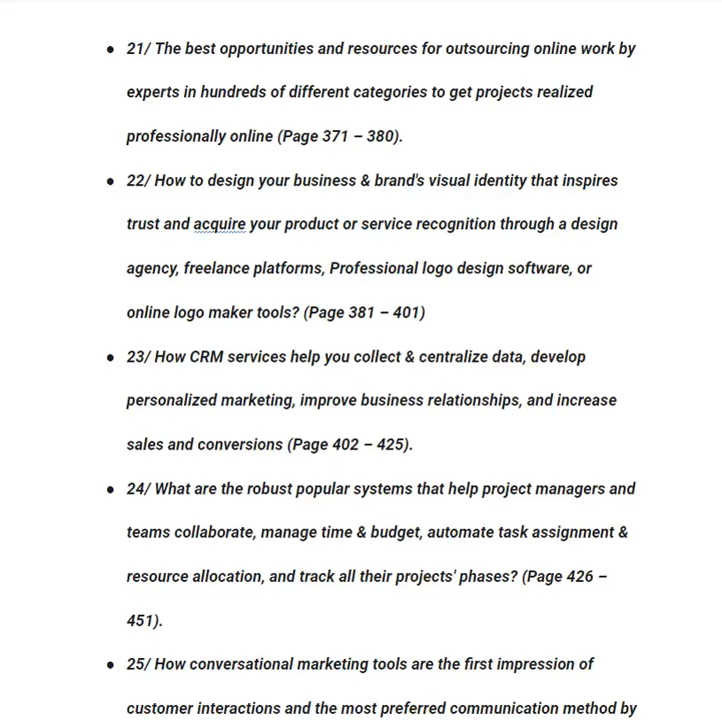 • 21/ The best opportunities and resources for outsourcing online work by
experts in hundreds of different categories to get projects realized
professionally online (Page 371 – 380).
• 22/ How to design your business & brand's visual identity that inspires
trust and acquire your product or service recognition through a design
agency, freelance platforms, Professional logo design software, or
online logo maker tools? (Page 381 – 401)
• 23/ How CRM services help you collect & centralize data, develop
personalized marketing, improve business relationships, and increase
sales and conversions (Page 402 – 425).
• 24/ What are the robust popular systems that help project managers and
teams collaborate, manage time & budget, automate task assignment &
resource allocation, and track all their projects' phases? (Page 426 –
451).
• 25/ How conversational marketing tools are the first impression of
customer interactions and the most preferred communication method by